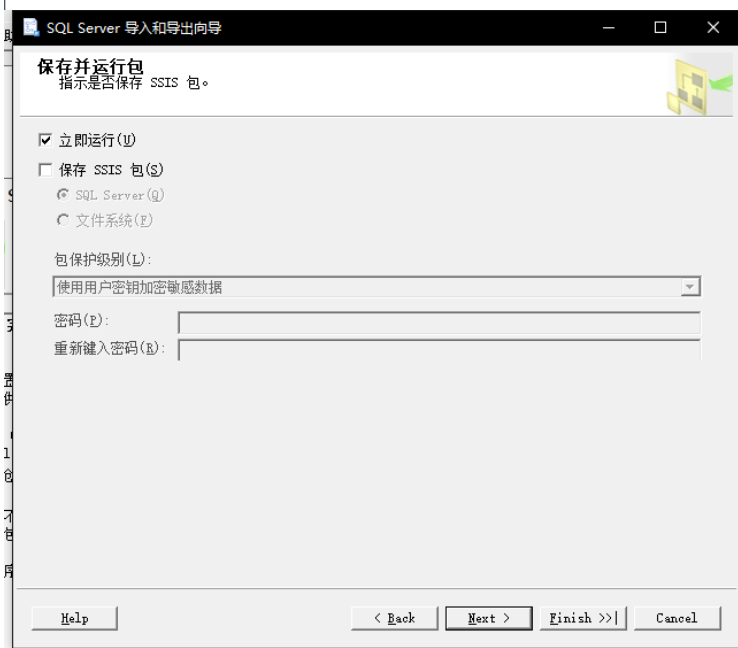 SQL Server 导入和导出向导
保存并运行包
指示是否保存 SSIS 包。
立即运行(U)
保存 SSIS 包(S)
SQL Server(Q)
文件系统(F)
包保护级别(L):
使用用户密钥加密敏感数据
密码(P):
重新键入密码(R):
Help
< Back
Next >
Finish >>|
Cancel